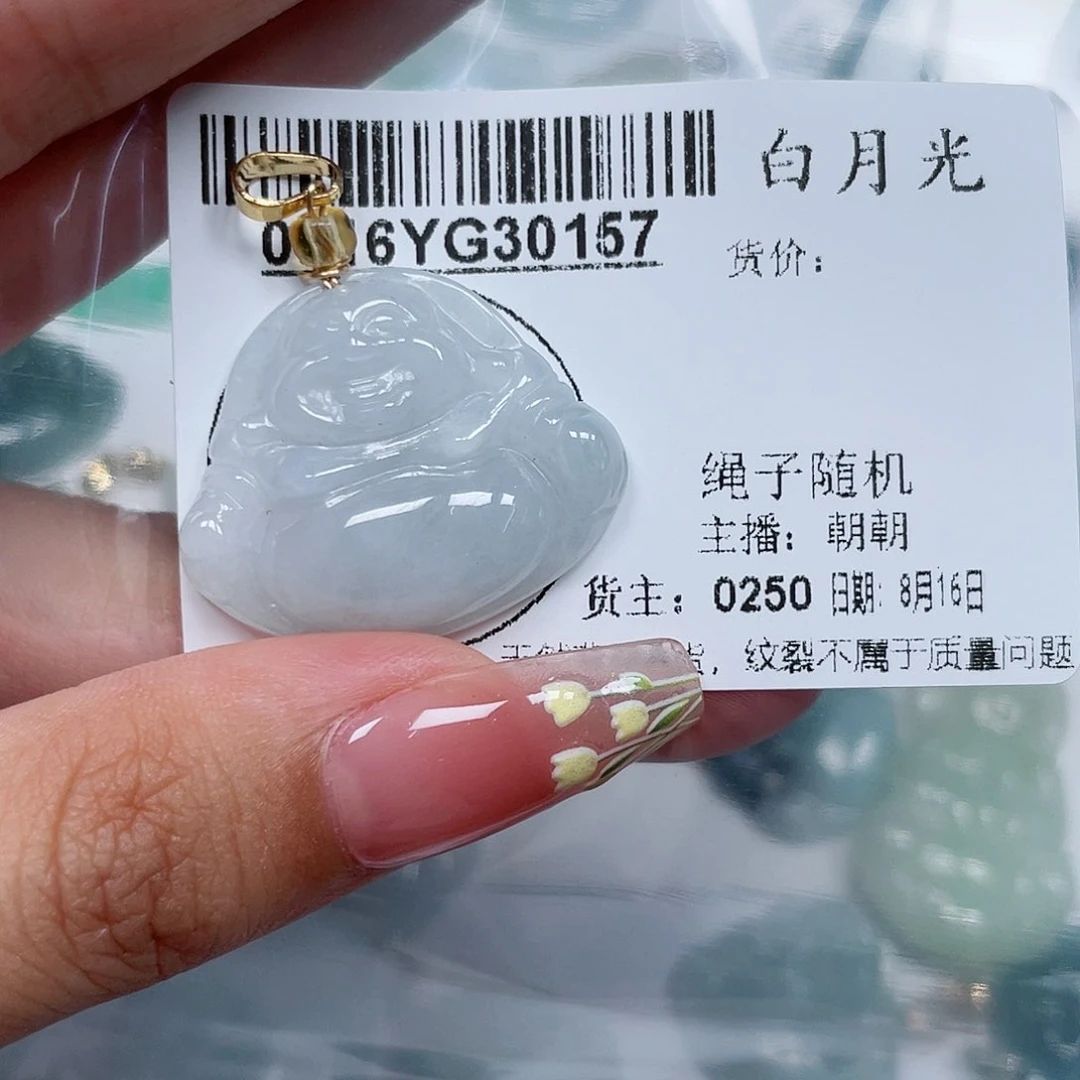 白月光
16YG30157
货价：
绳子随机
主播：朝朝
货主：0250 日期：8月16日
纹裂不属于质量问题